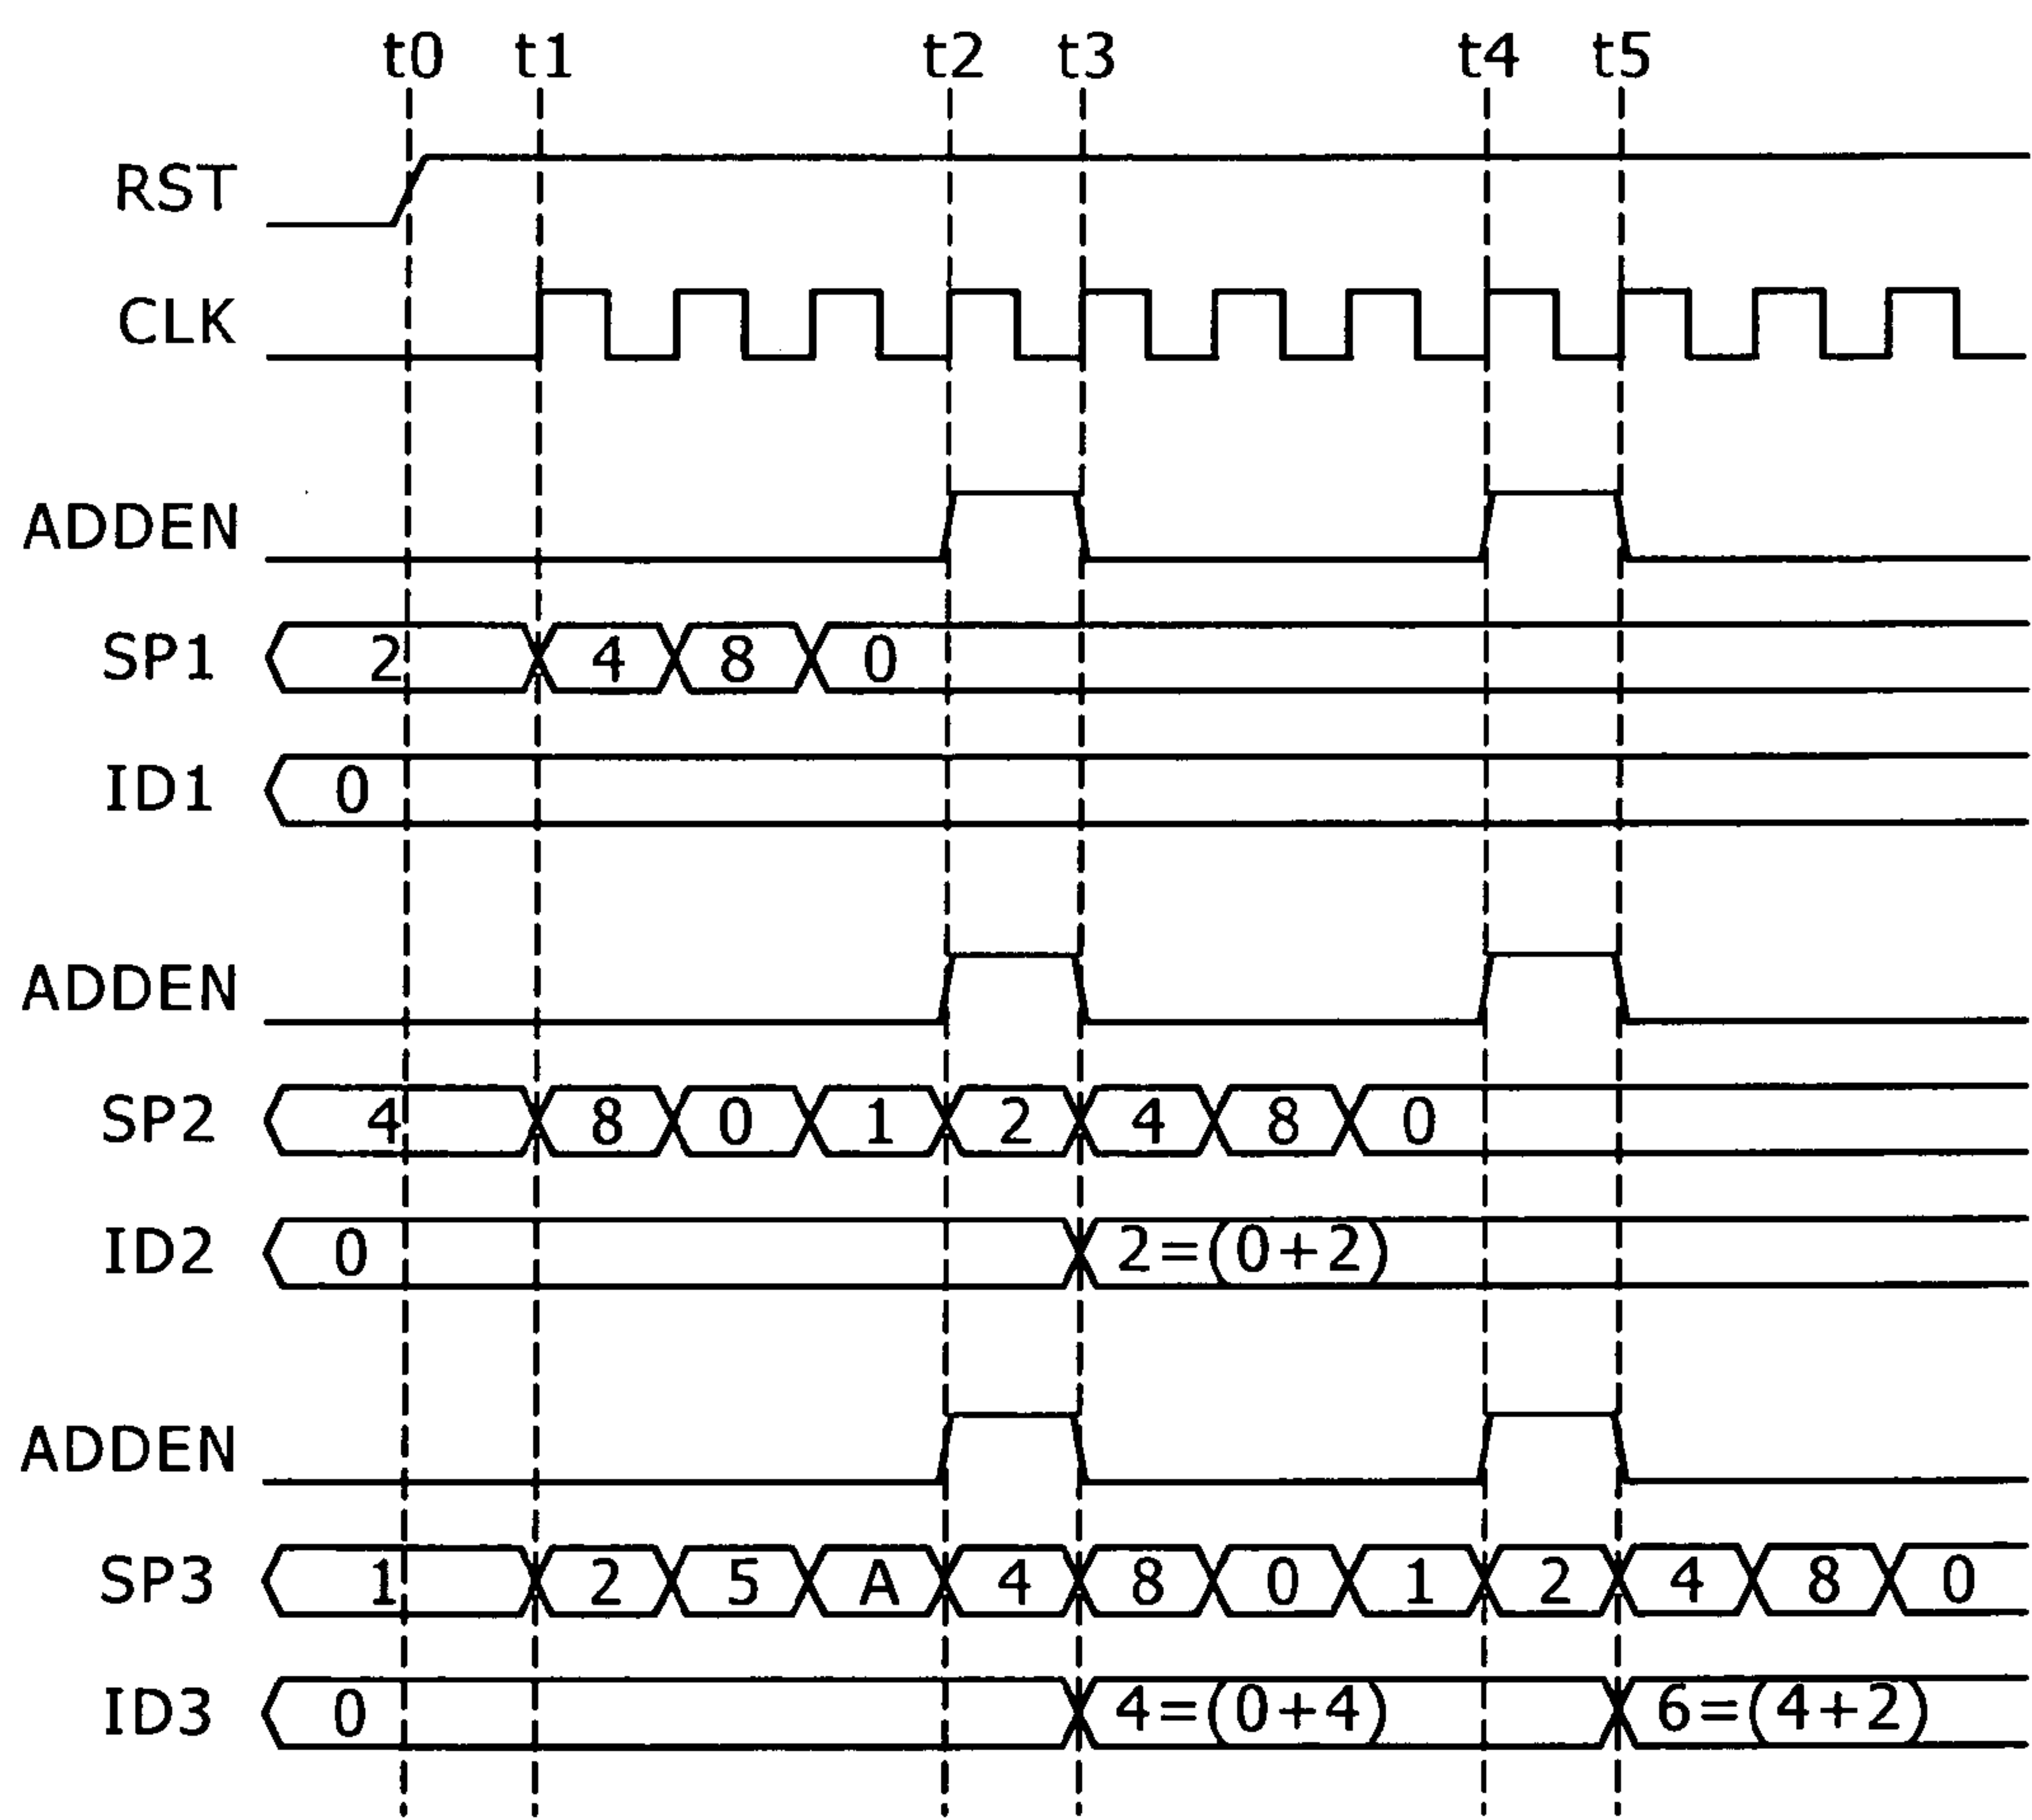 t0 t1 t2 t3 t4 t5
RST
CLK
ADDEN
SP1 2 4 8 0
ID1 0
ADDEN
SP2 4 8 0 1 2 4 8 0
ID2 0 2=(0+2)
ADDEN
SP3 1 2 5 A 4 8 0 1 2 4 8 0
ID3 0 4=(0+4) 6=(4+2)